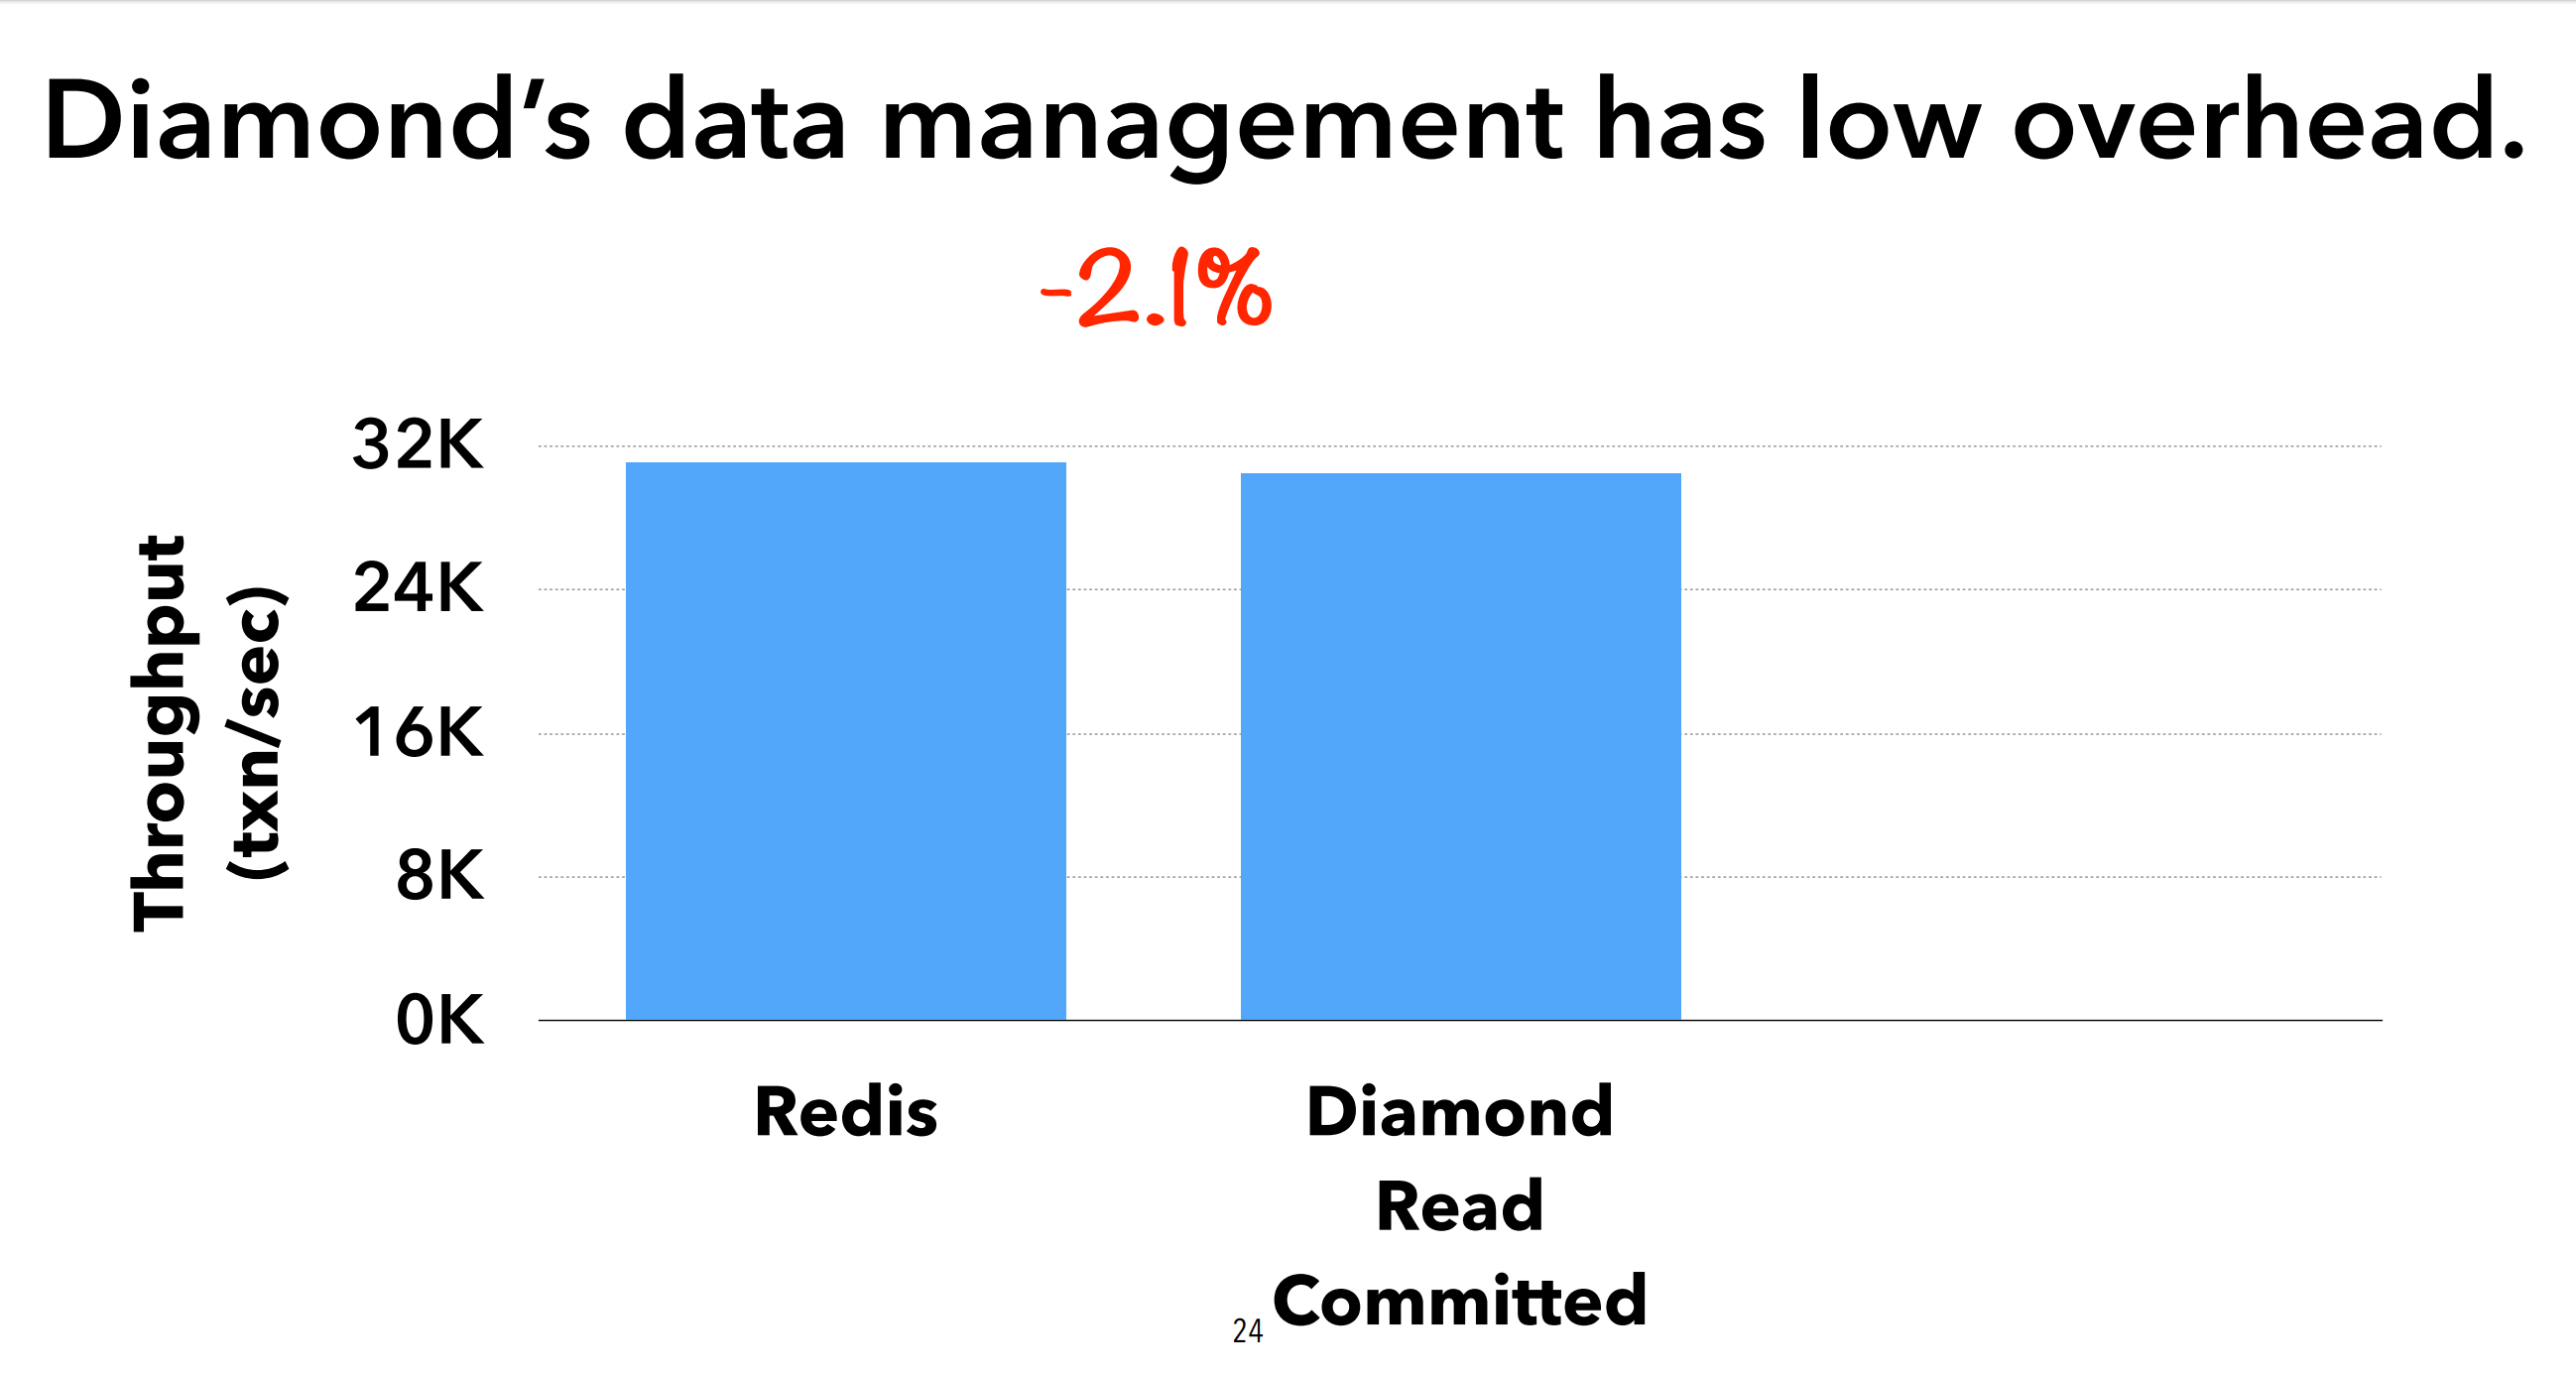 Diamond’s data management has low overhead.
-2.1%
32K
24K
16K
8K
0K
Throughput
(txn/sec)
Redis
Diamond
Read
Committed
24